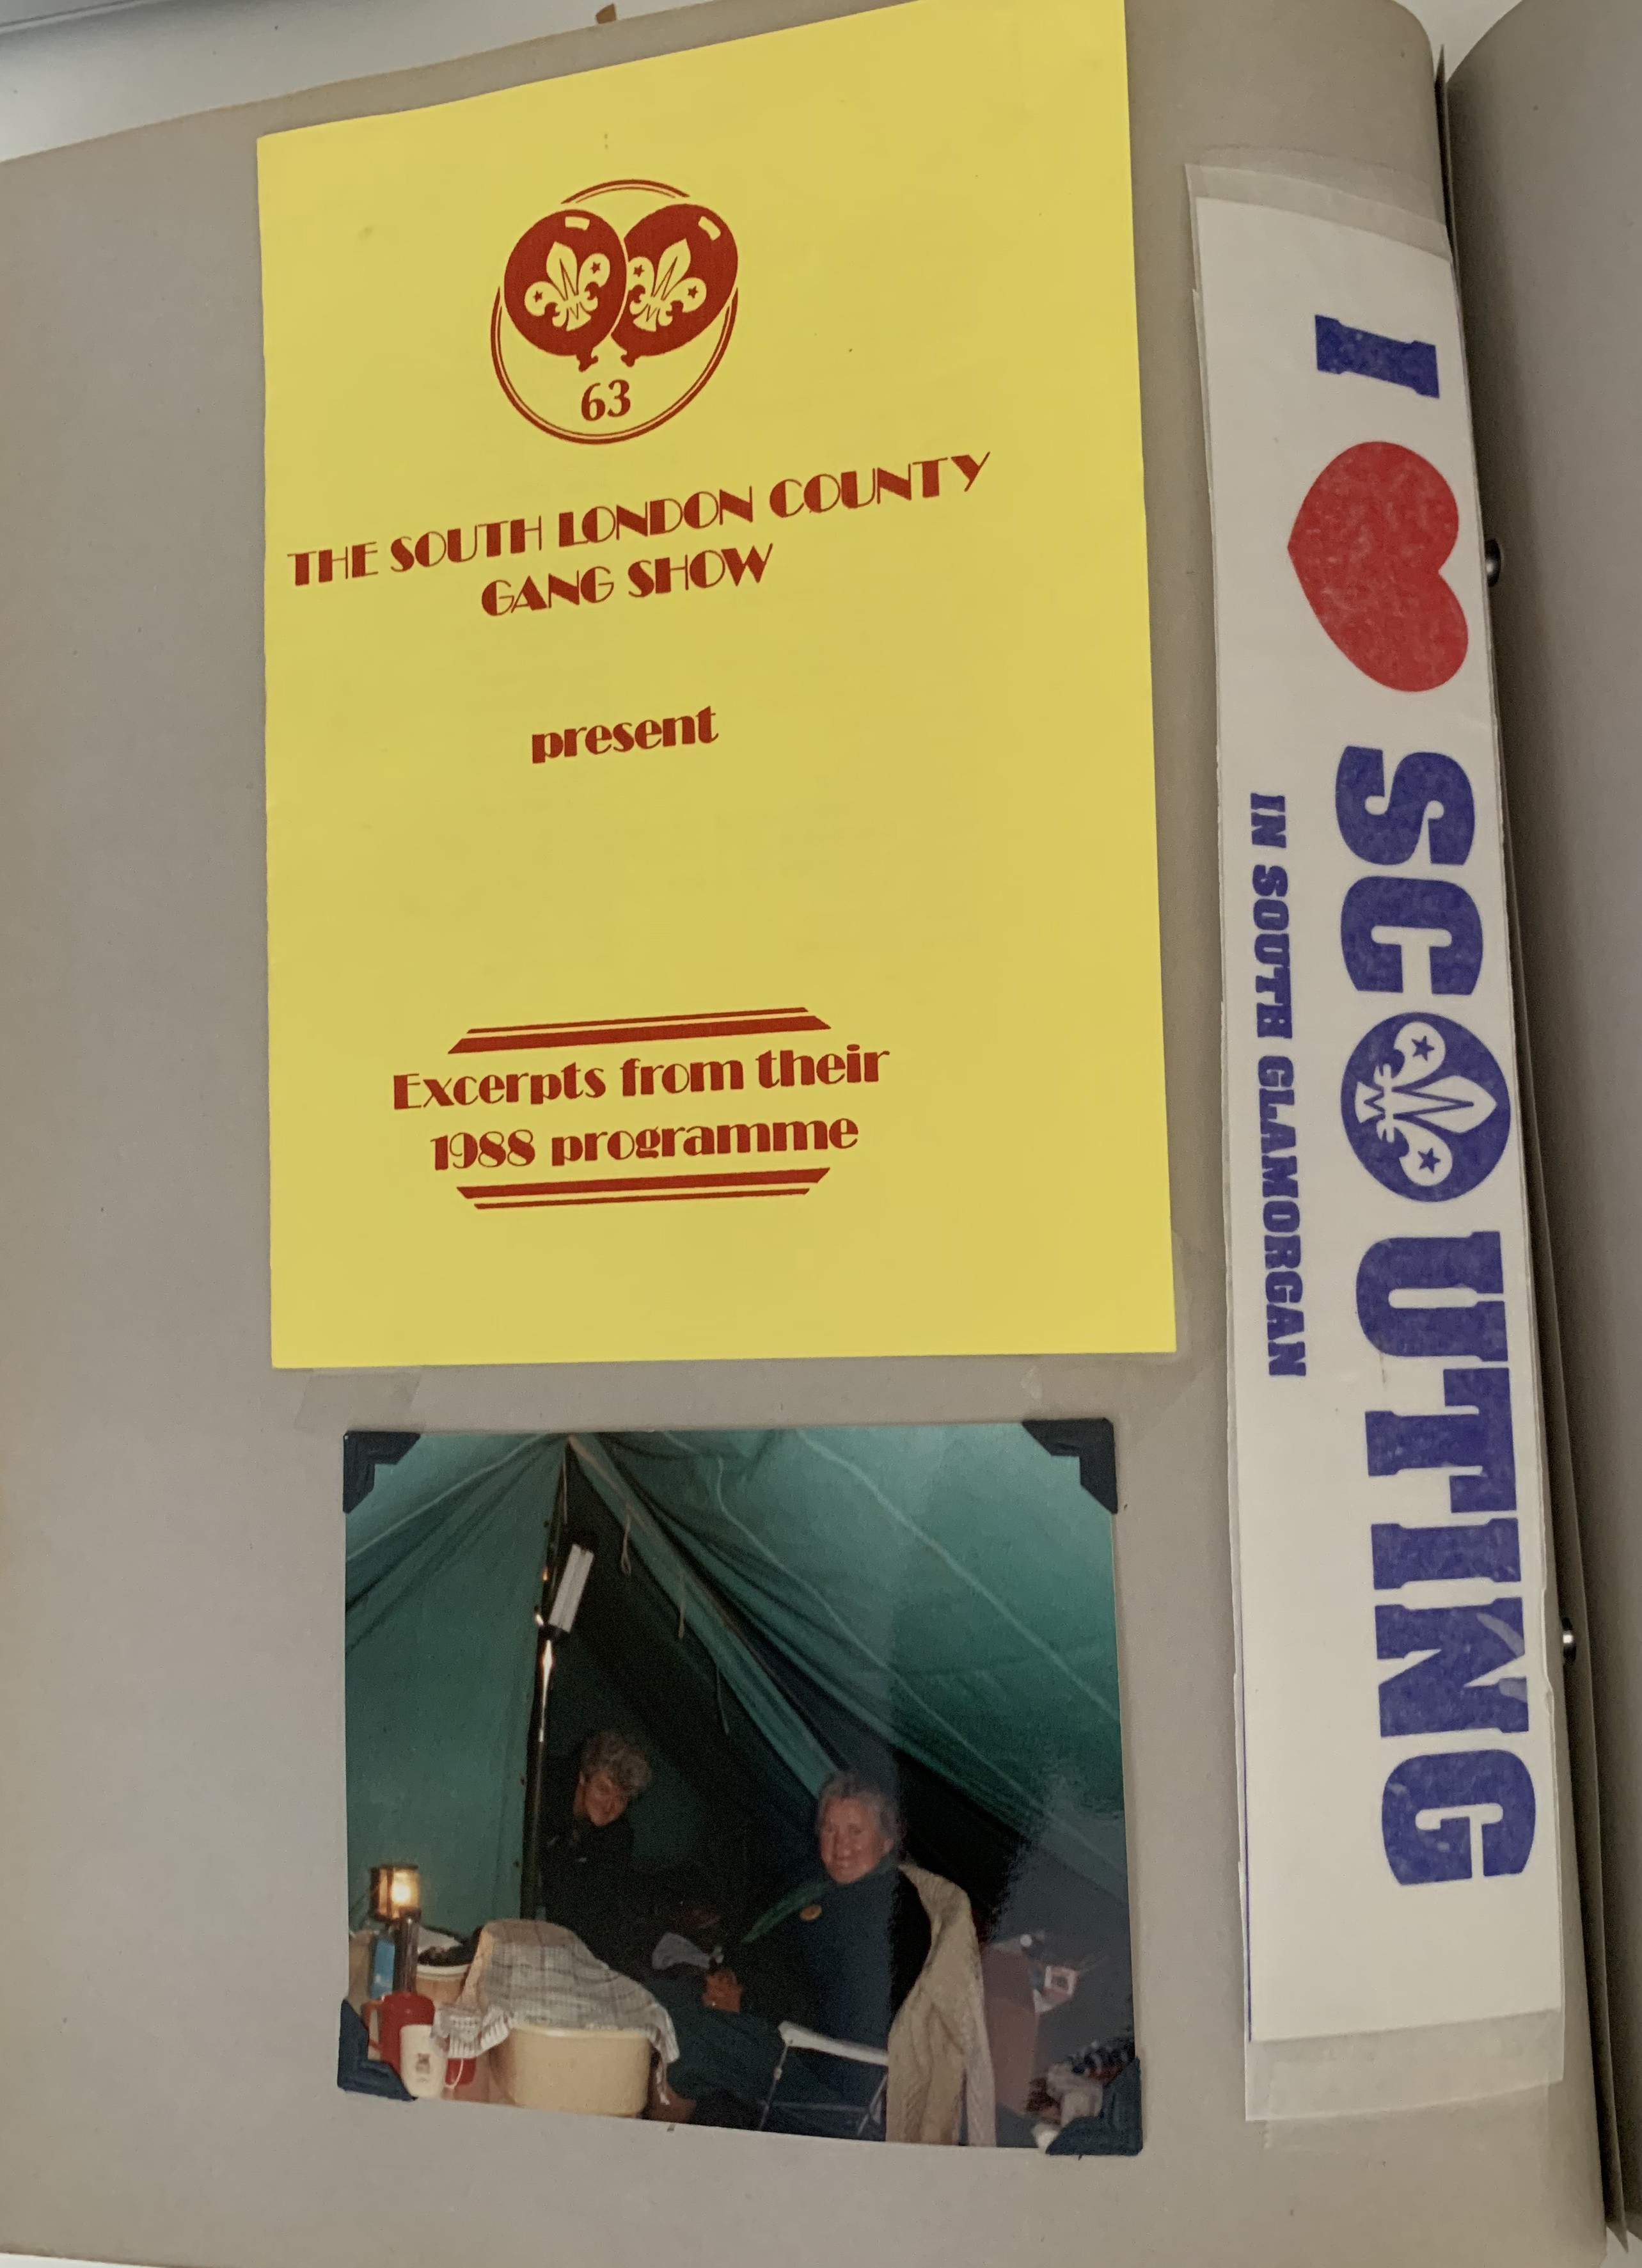 63
THE SOUTH LONDON COUNTY
GANG SHOW
present
Excerpts from their
1988 programme
I ❤ SCOUTING
IN SOUTH GLAMORGAN